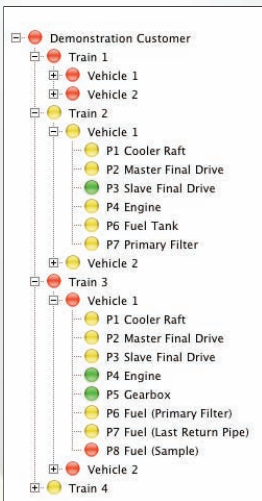 Demonstration Customer
Train 1
Vehicle 1
Vehicle 2
Train 2
Vehicle 1
P1 Cooler Raft
P2 Master Final Drive
P3 Slave Final Drive
P4 Engine
P6 Fuel Tank
P7 Primary Filter
Vehicle 2
Train 3
Vehicle 1
P1 Cooler Raft
P2 Master Final Drive
P3 Slave Final Drive
P4 Engine
P5 Gearbox
P6 Fuel (Primary Filter)
P7 Fuel (Last Return Pipe)
P8 Fuel (Sample)
Vehicle 2
Train 4